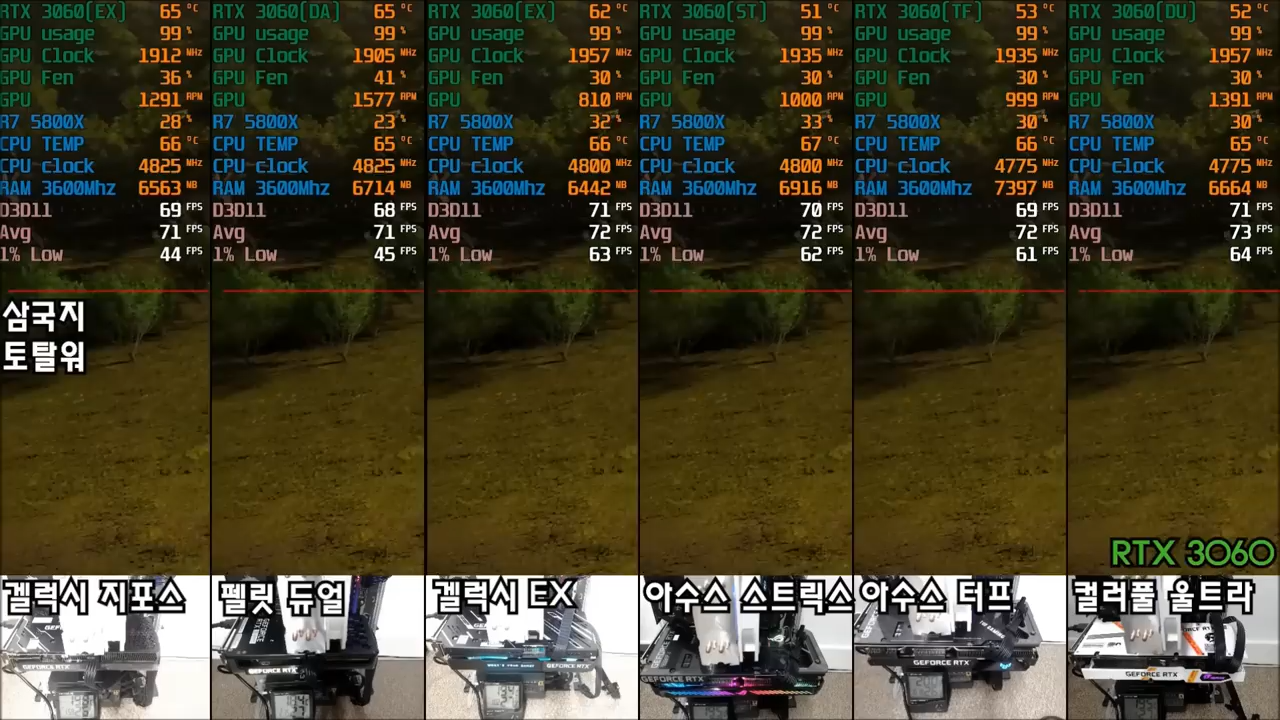 RTX 3060(EX) 65 °C
GPU usage 99 %
GPU Clock 1912 MHz
GPU Fen 36 %
GPU 1291 RPM
R7 5800X 28 %
CPU TEMP 66 °C
CPU clock 4825 MHz
RAM 3600Mhz 6563 MB
D3D11 69 FPS
Avg 71 FPS
1% Low 44 FPS
삼국지
토탈워
겔럭시 지포스
GEFORCE RTX
RTX 3060(DA) 65 °C
GPU usage 99 %
GPU Clock 1905 MHz
GPU Fen 41 %
GPU 1577 RPM
R7 5800X 23 %
CPU TEMP 65 °C
CPU clock 4825 MHz
RAM 3600Mhz 6714 MB
D3D11 68 FPS
Avg 71 FPS
1% Low 45 FPS
펠릿 듀얼
GEFORCE RTX
RTX 3060(EX) 62 °C
GPU usage 99 %
GPU Clock 1957 MHz
GPU Fen 30 %
GPU 810 RPM
R7 5800X 32 %
CPU TEMP 66 °C
CPU clock 4800 MHz
RAM 3600Mhz 6442 MB
D3D11 71 FPS
Avg 72 FPS
1% Low 63 FPS
겔럭시 EX
GEFORCE RTX
RTX 3060(ST) 51 °C
GPU usage 99 %
GPU Clock 1935 MHz
GPU Fen 30 %
GPU 1000 RPM
R7 5800X 33 %
CPU TEMP 67 °C
CPU clock 4800 MHz
RAM 3600Mhz 6916 MB
D3D11 70 FPS
Avg 72 FPS
1% Low 62 FPS
아수스 스트릭스
GEFORCE RTX
RTX 3060(TF) 53 °C
GPU usage 99 %
GPU Clock 1935 MHz
GPU Fen 30 %
GPU 999 RPM
R7 5800X 30 %
CPU TEMP 66 °C
CPU clock 4775 MHz
RAM 3600Mhz 7397 MB
D3D11 69 FPS
Avg 72 FPS
1% Low 61 FPS
아수스 터프
GEFORCE RTX
RTX 3060(DU) 52 °C
GPU usage 99 %
GPU Clock 1957 MHz
GPU Fen 30 %
GPU 1391 RPM
R7 5800X 30 %
CPU TEMP 65 °C
CPU clock 4775 MHz
RAM 3600Mhz 6664 MB
D3D11 71 FPS
Avg 73 FPS
1% Low 64 FPS
RTX 3060
컬러풀 울트라
GEFORCE RTX